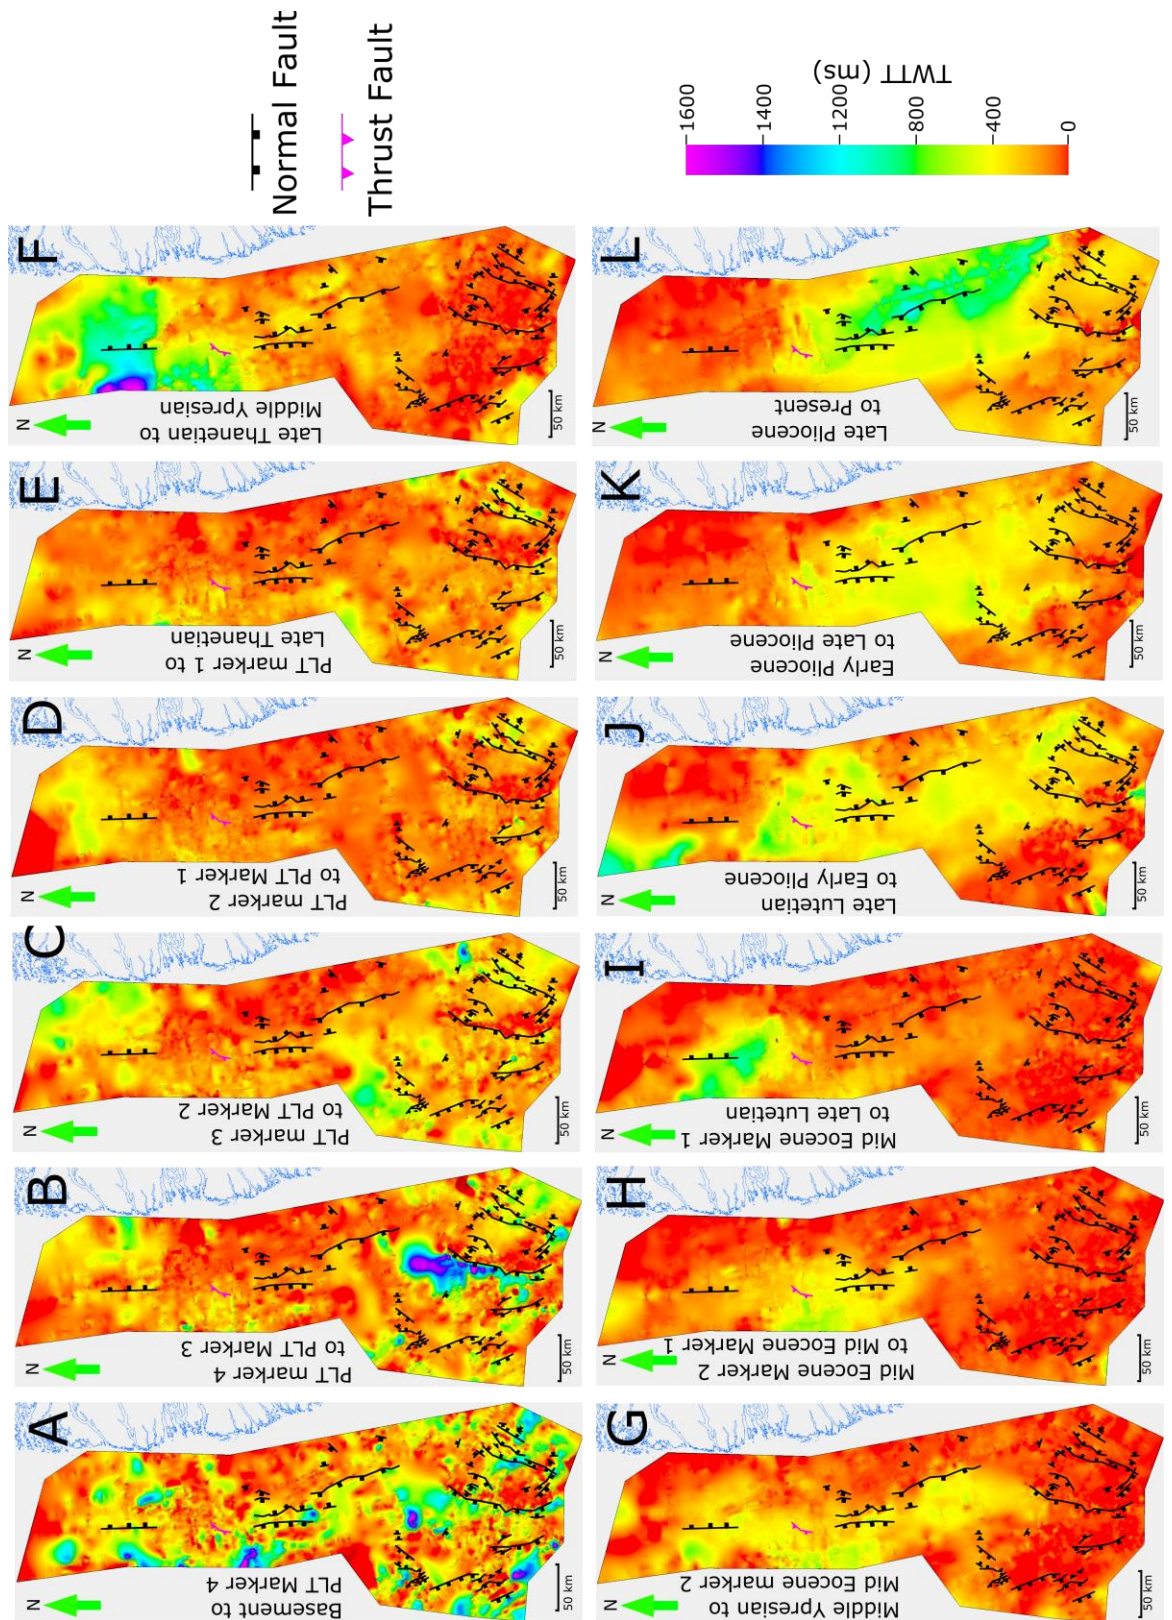 A
N
Basement to
PLT Marker 4
50 km
B
N
PLT marker 4
to PLT Marker 3
50 km
C
N
PLT marker 3
to PLT Marker 2
50 km
D
N
PLT marker 2
to PLT Marker
1
50 km
E
N
PLT marker 1 to
Late Thanetian
50 km
F
N
Late Thanetian to
Middle Ypresian
50 km
Normal Fault
Thrust Fault
G
N
Middle Ypresian to
Mid Eocene marker 2
50 km
H
N
Mid Eocene Marker 2
to Mid Eocene Marker 1
50 km
I
N
Mid Eocene Marker 1
to Late Lutetian
50 km
J
N
Late Lutetian
to Early Pliocene
50 km
K
N
Early Pliocene
to Late Pliocene
50 km
L
N
Late Pliocene
to Present
50 km
TWTT (ms)
1600
1400
1200
800
400
0